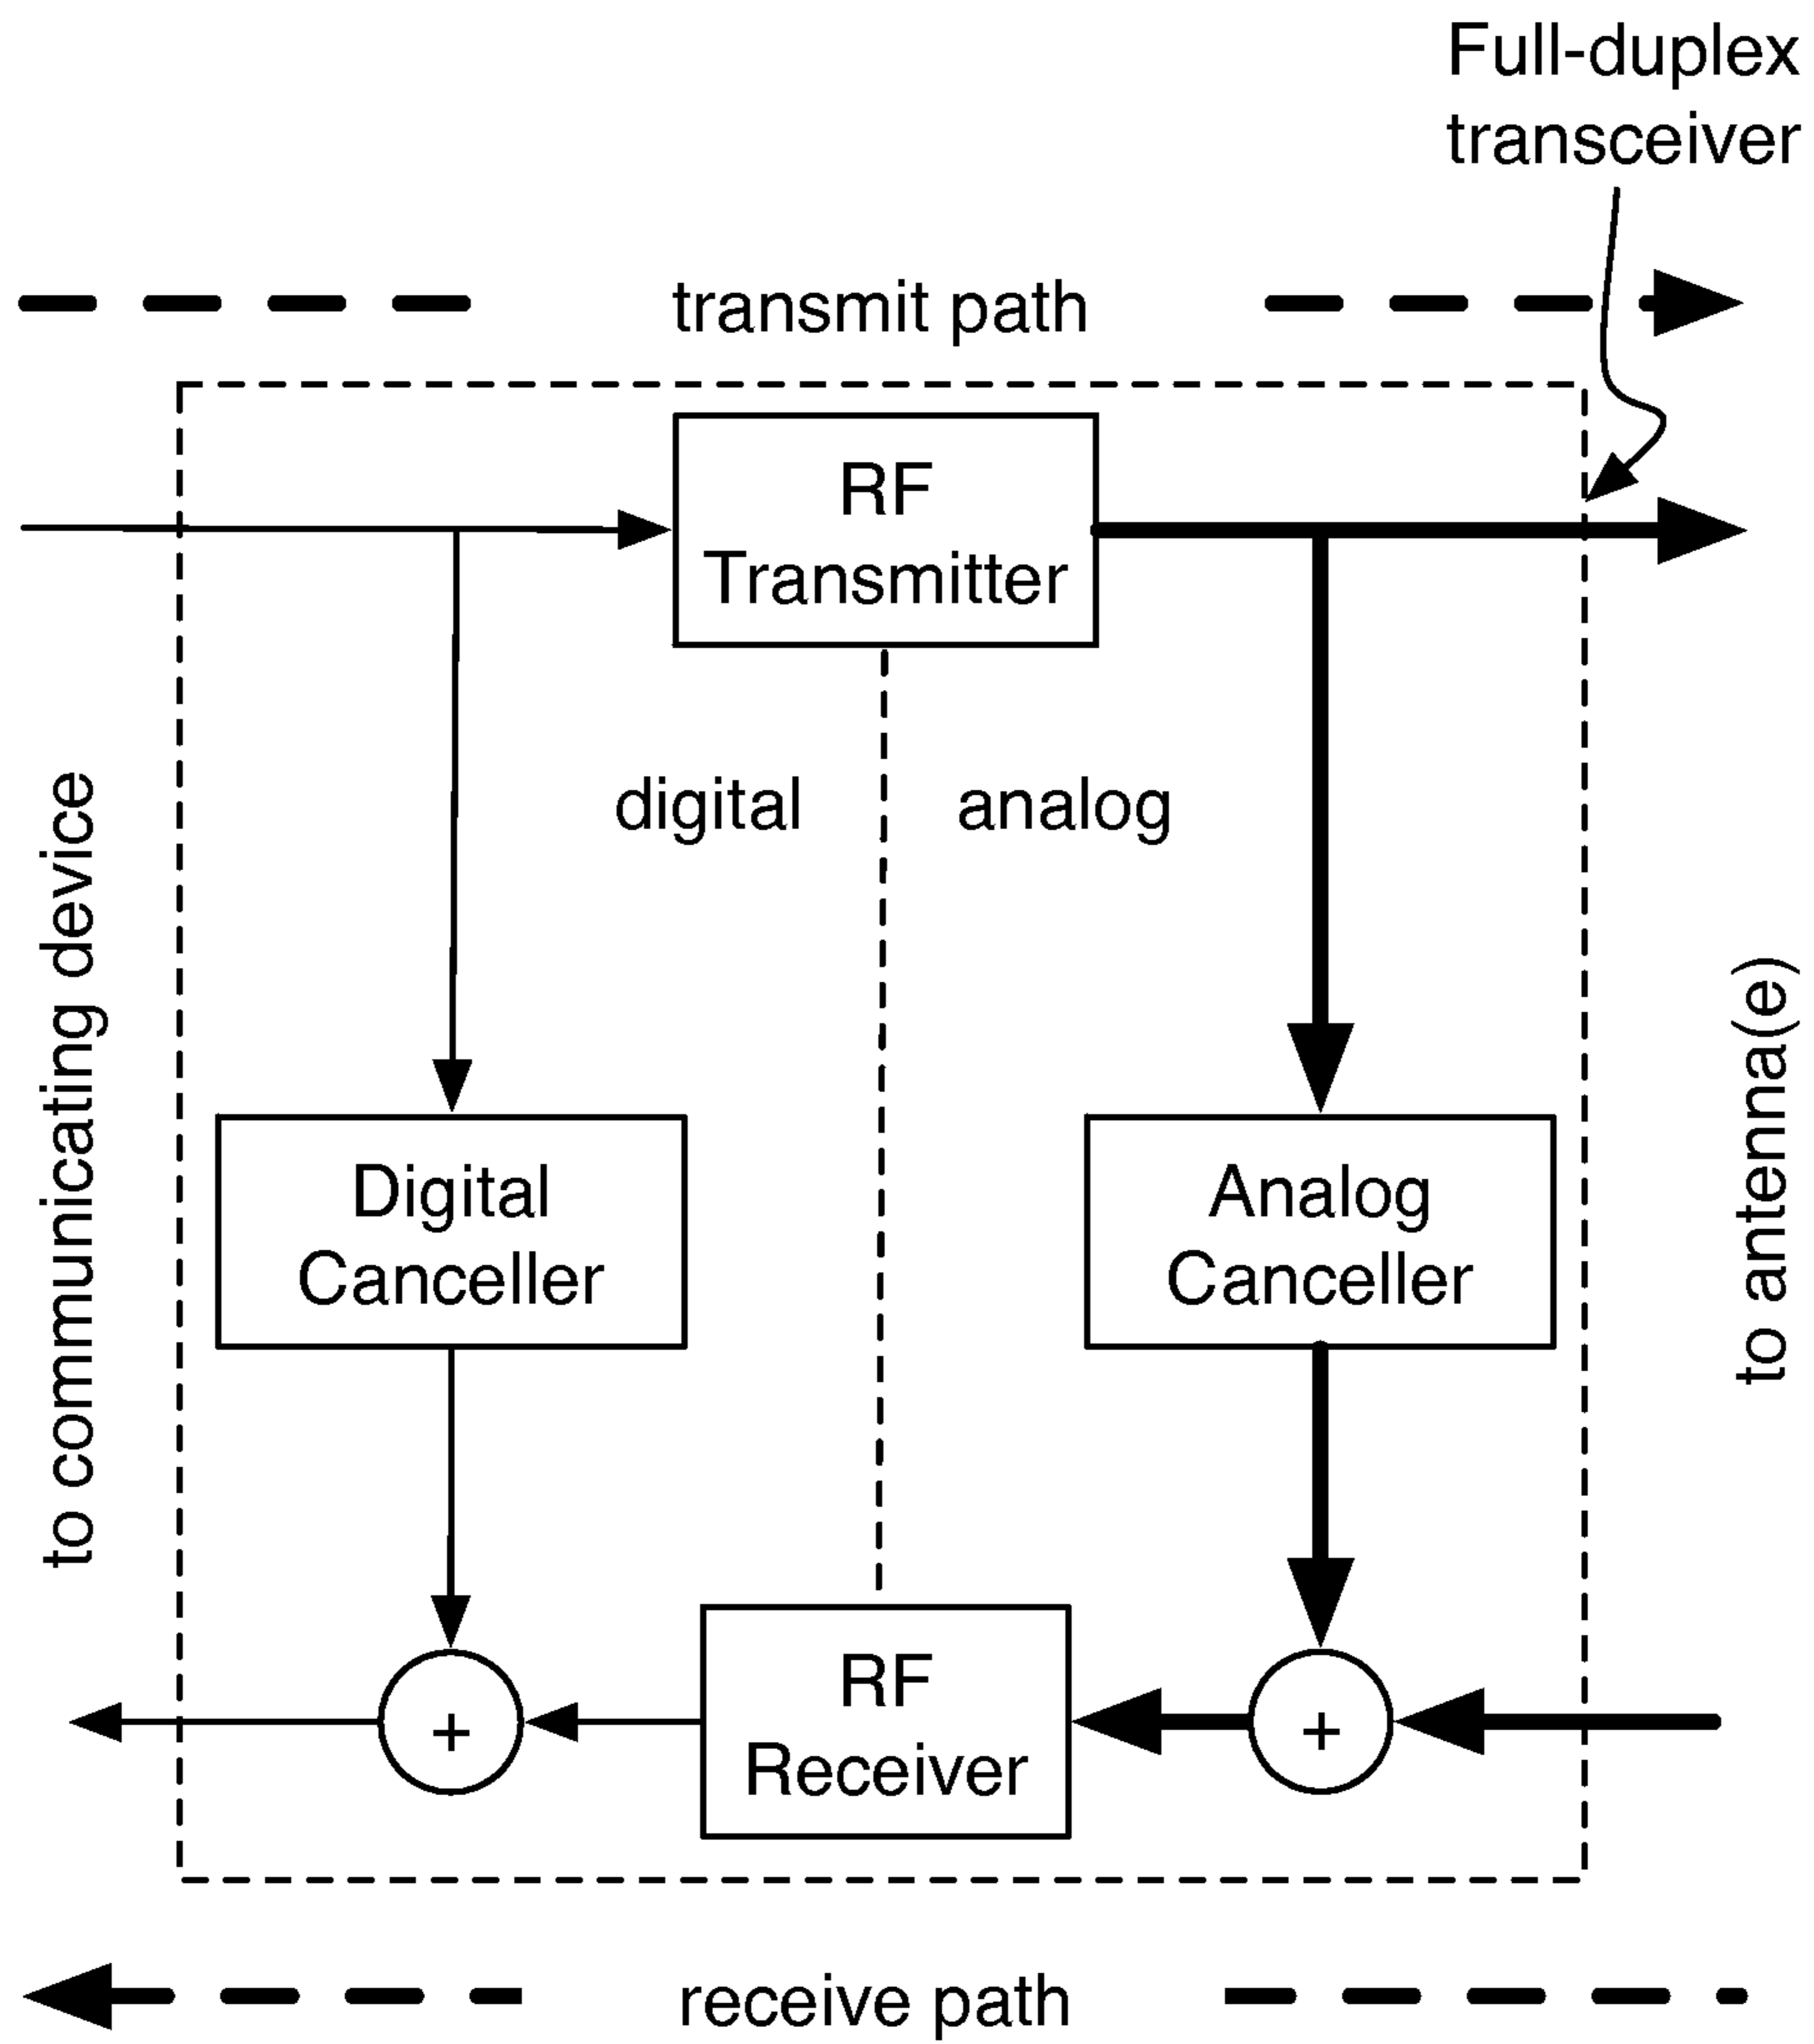 Full-duplex
transceiver
transmit path
RF
Transmitter
digital
analog
to communicating device
to antenna(e)
Digital
Canceller
Analog
Canceller
RF
Receiver
+
+
receive path